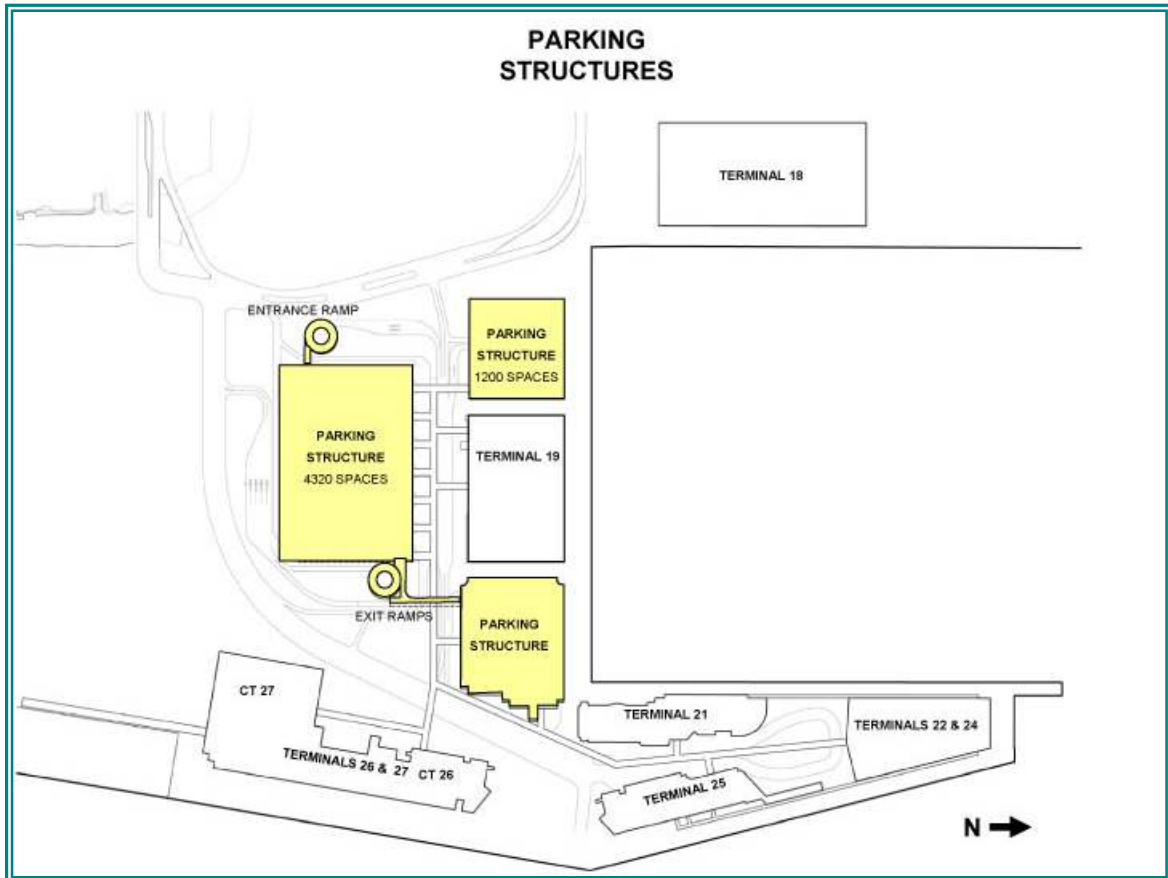 PARKING
STRUCTURES
TERMINAL 18
ENTRANCE RAMP
PARKING
STRUCTURE
1200 SPACES
PARKING
STRUCTURE
4320 SPACES
TERMINAL 19
EXIT RAMPS
PARKING
STRUCTURE
CT 27
TERMINALS 26 & 27
CT 26
TERMINAL 21
TERMINALS 22 & 24
TERMINAL 25
N